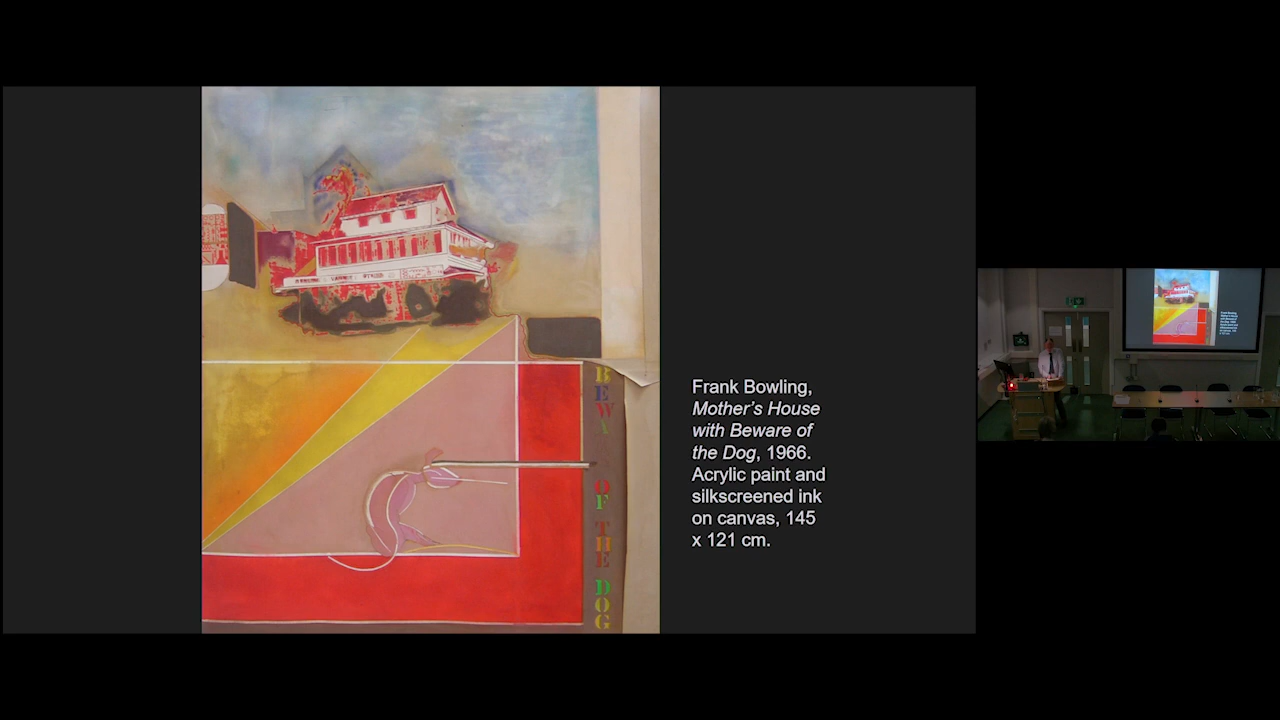 BEWY OF THE DOG
Frank Bowling,
Mother's House
with Beware of
the Dog, 1966.
Acrylic paint and
silkscreened ink
on canvas, 145
x 121 cm.